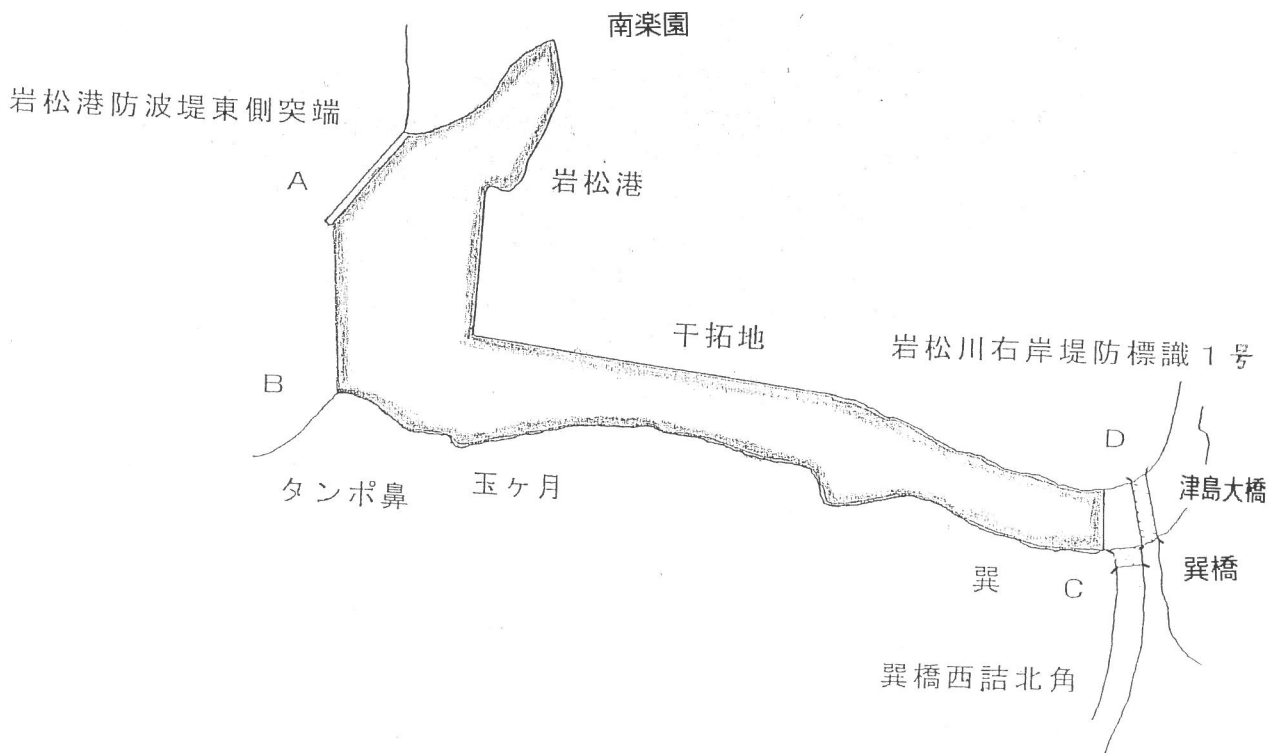 南楽園
岩松港防波堤東側突端
A
岩松港
干拓地
岩松川右岸堤防標識1号
B
D
タンポ鼻
玉ヶ月
津島大橋
巽橋
巽
C
巽橋西詰北角